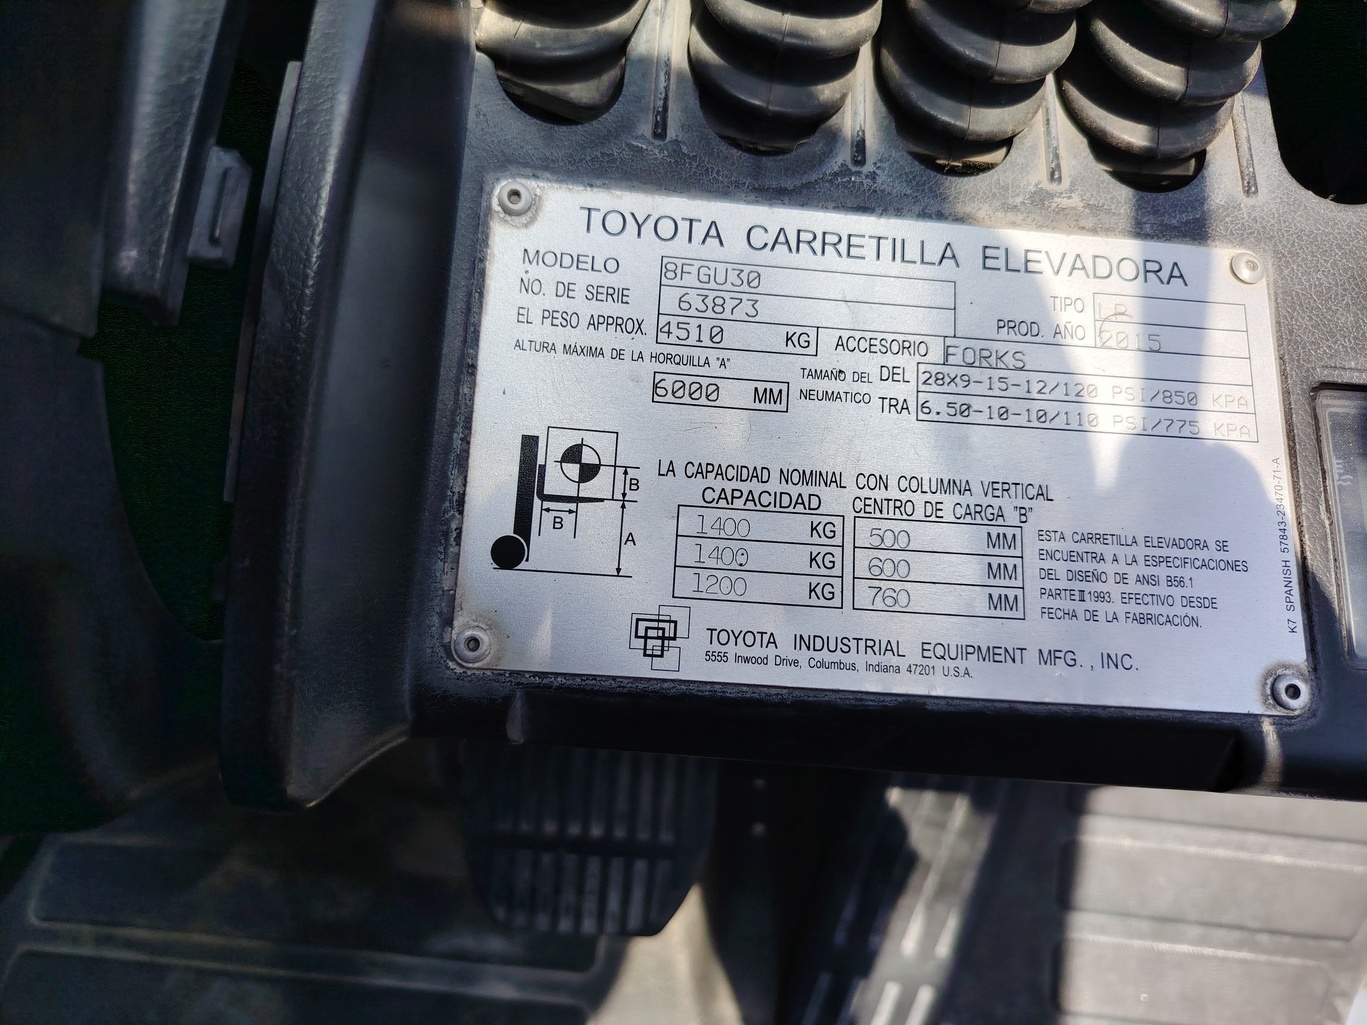 TOYOTA CARRETILLA ELEVADORA
MODELO 8FGU30
TIPO LP
NO. DE SERIE 63873
PROD. AÑO 2015
EL PESO APPROX. 4510 KG
ACCESORIO FORKS
ALTURA MÁXIMA DE LA HORQUILLA "A"
6000 MM
TAMAÑO DEL NEUMATICO
DEL 28X9-15-12/120 PSI/850 KPA
TRA 6.50-10-10/110 PSI/775 KPA
B
B
A
LA CAPACIDAD NOMINAL CON COLUMNA VERTICAL
CAPACIDAD CENTRO DE CARGA "B"
1400 KG 500 MM
1400 KG 600 MM
1200 KG 760 MM
ESTA CARRETILLA ELEVADORA SE
ENCUENTRA A LA ESPECIFICACIONES
DEL DISEÑO DE ANSI B56.1
PARTE III 1993. EFECTIVO DESDE
FECHA DE LA FABRICACIÓN.
TOYOTA INDUSTRIAL EQUIPMENT MFG., INC.
5555 Inwood Drive, Columbus, Indiana 47201 U.S.A.
K7 SPANISH 57843-23470-71-A